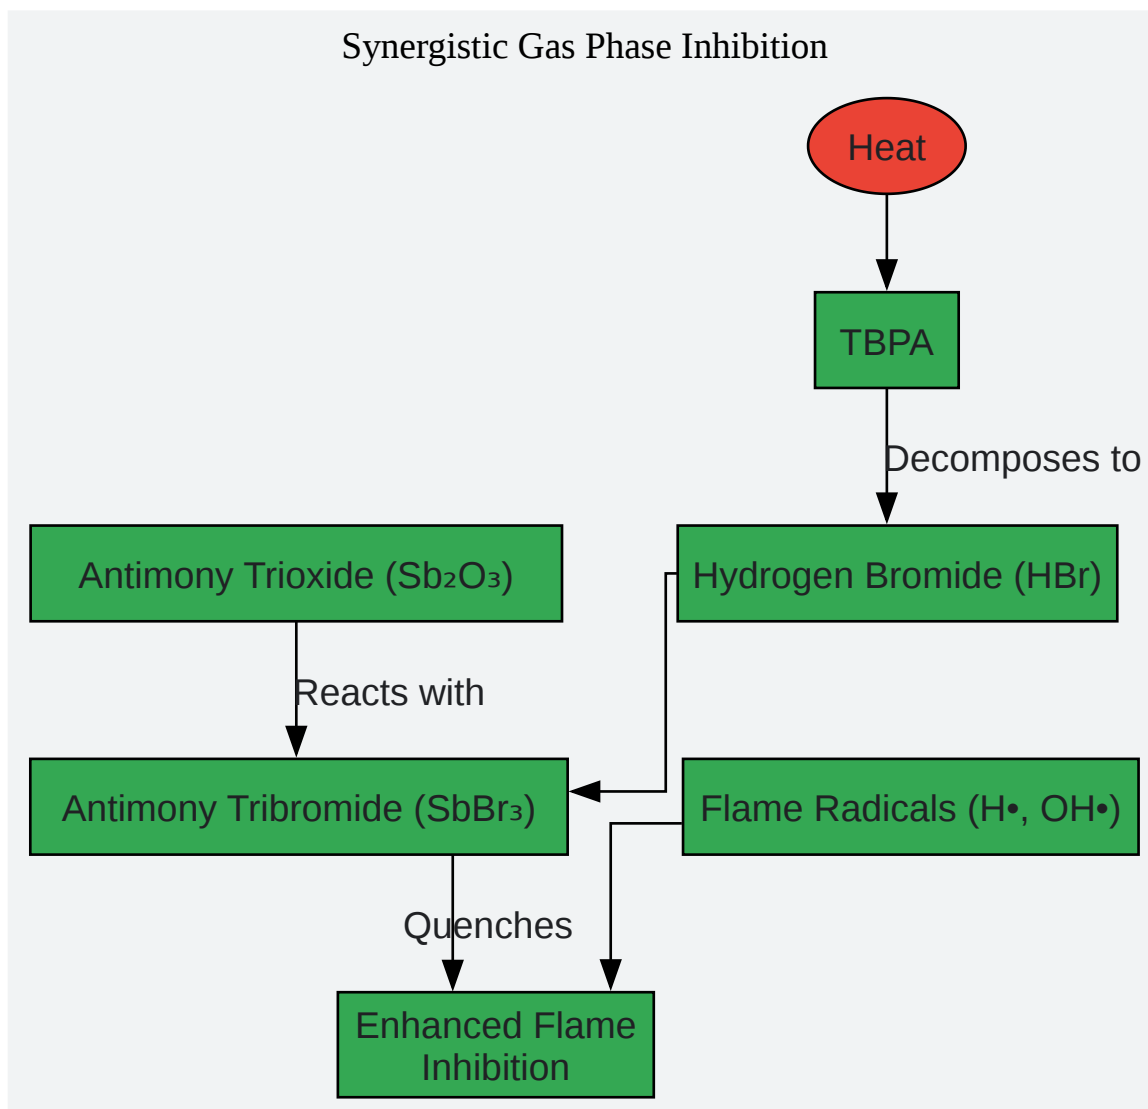 Synergistic Gas Phase Inhibition
Heat
TBPA
Decomposes to
Antimony Trioxide (Sb₂O₃)
Hydrogen Bromide (HBr)
Reacts with
Antimony Tribromide (SbBr₃)
Flame Radicals (H•, OH•)
Quenches
Enhanced Flame
Inhibition